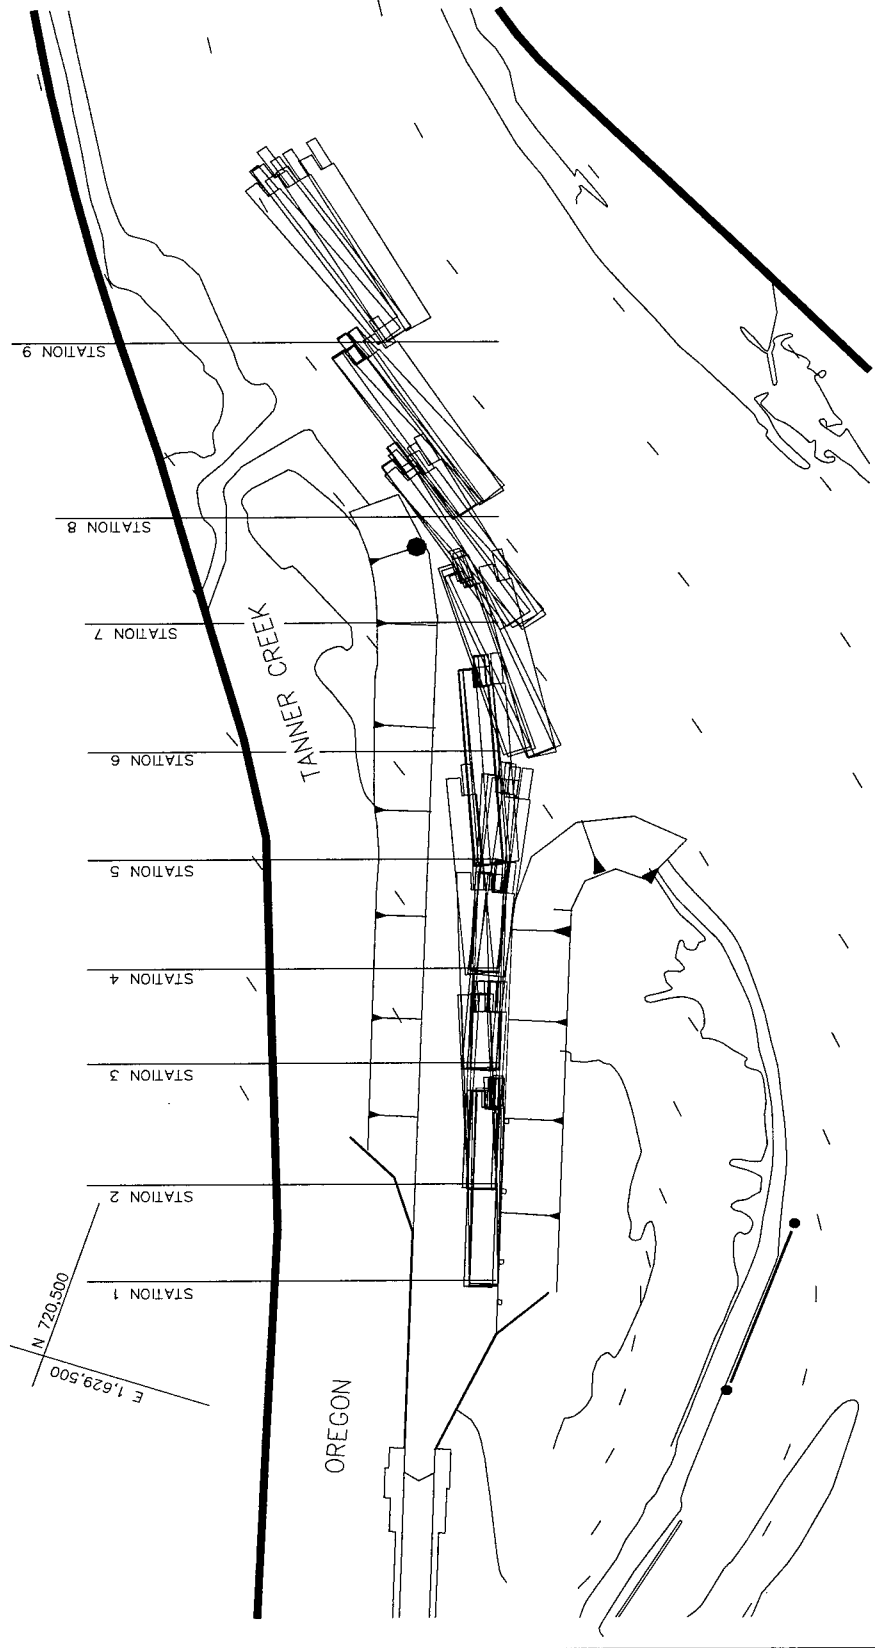 STATION 9
STATION 8
STATION 7
TANNER CREEK
STATION 6
STATION 5
STATION 4
STATION 3
STATION 2
STATION 1
N 720,500
E 1,629,500
OREGON